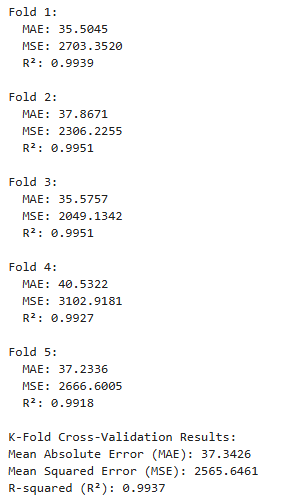 Fold 1:
  MAE: 35.5045
  MSE: 2703.3520
  R²: 0.9939

Fold 2:
  MAE: 37.8671
  MSE: 2306.2255
  R²: 0.9951

Fold 3:
  MAE: 35.5757
  MSE: 2049.1342
  R²: 0.9951

Fold 4:
  MAE: 40.5322
  MSE: 3102.9181
  R²: 0.9927

Fold 5:
  MAE: 37.2336
  MSE: 2666.6005
  R²: 0.9918

K-Fold Cross-Validation Results:
Mean Absolute Error (MAE): 37.3426
Mean Squared Error (MSE): 2565.6461
R-squared (R²): 0.9937